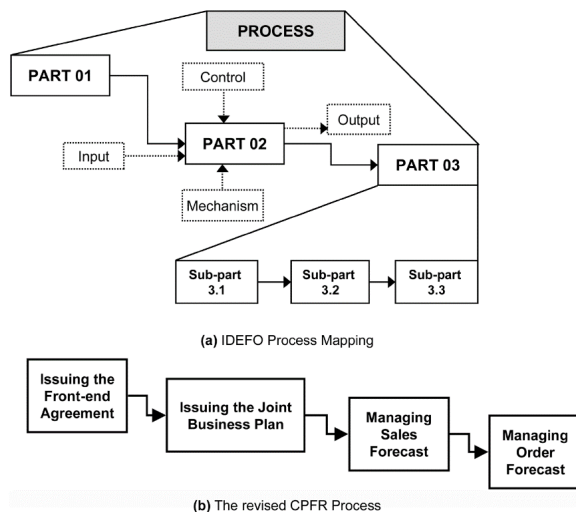 PROCESS
PART 01
Control
PART 02
Output
Input
PART 03
Mechanism
Sub-part
3.1
Sub-part
3.2
Sub-part
3.3
(a) IDEFO Process Mapping
Issuing the
Front-end
Agreement
Issuing the Joint
Business Plan
Managing
Sales
Forecast
Managing
Order
Forecast
(b) The revised CPFR Process